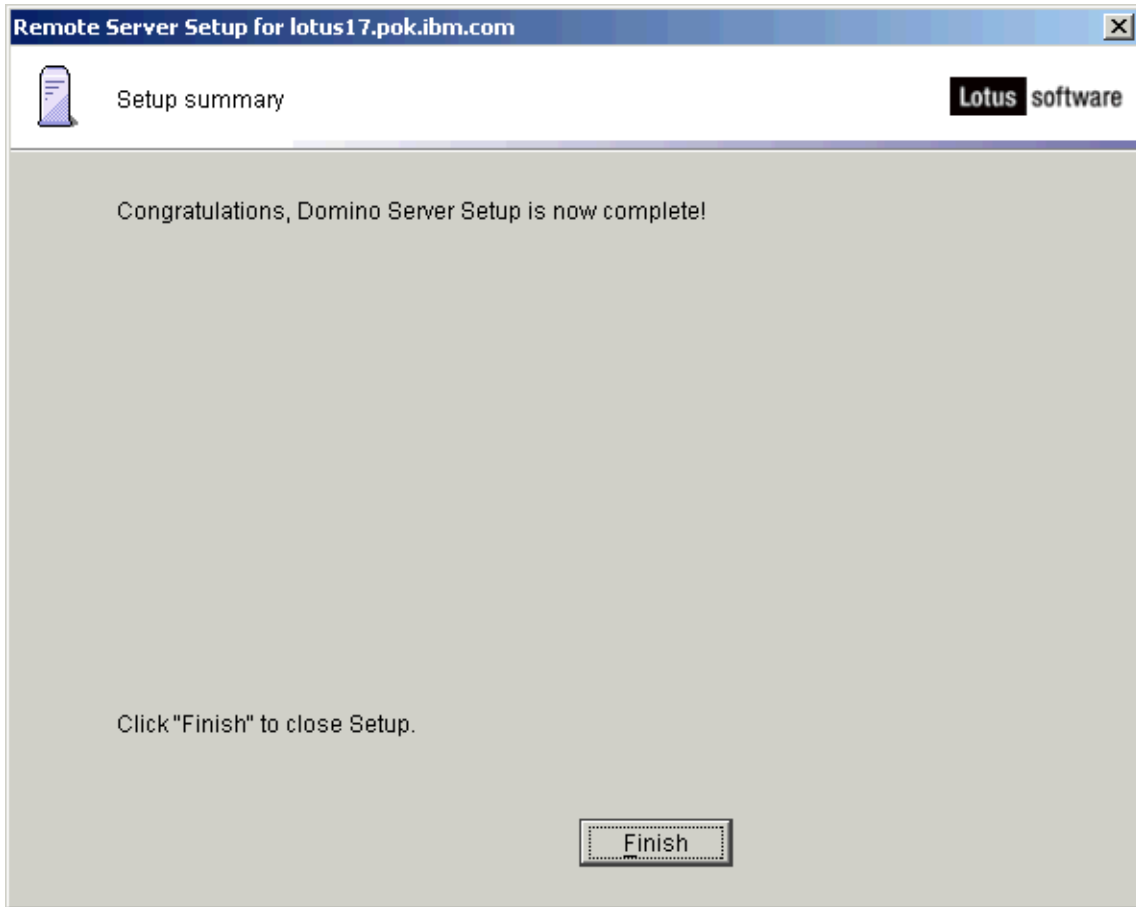 Remote Server Setup for lotus17.pok.ibm.com
Setup summary
Lotus software
Congratulations, Domino Server Setup is now complete!
Click "Finish" to close Setup.
Finish